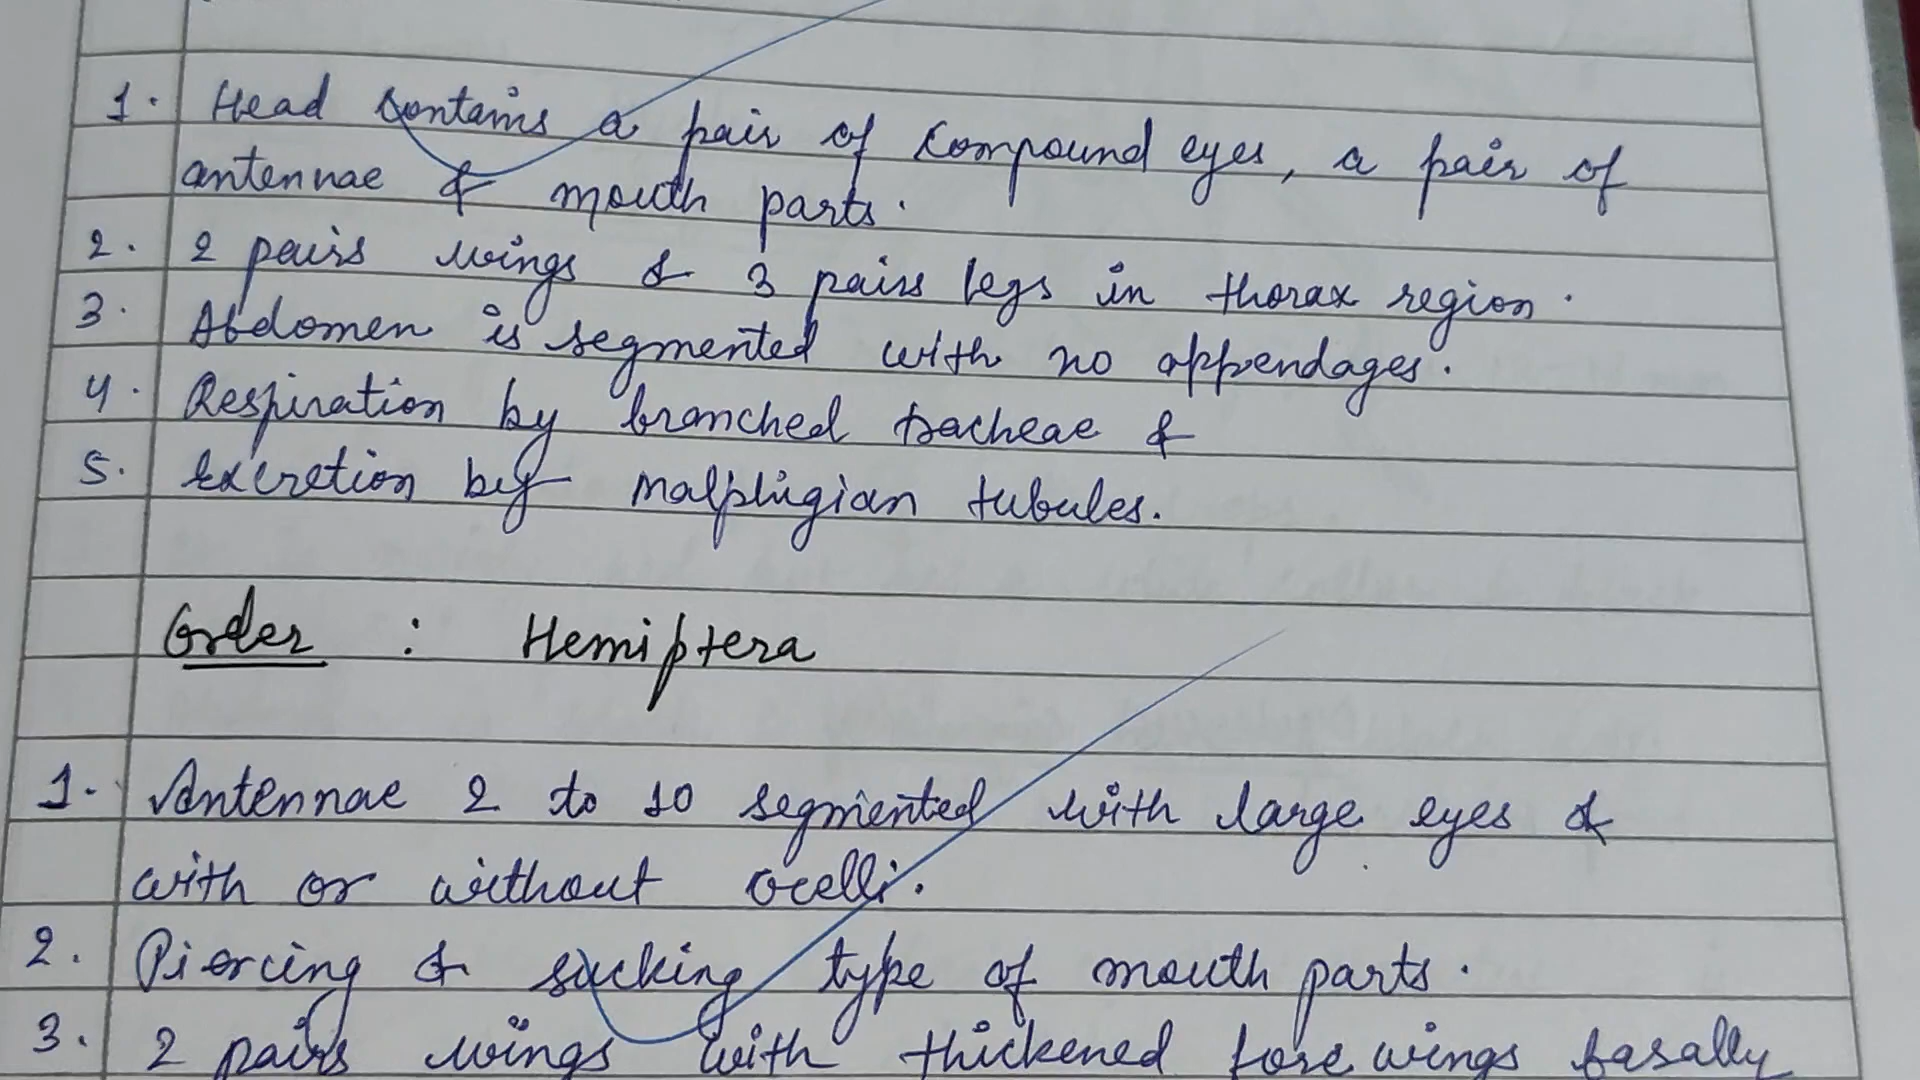 1. Head contains a pair of Compound eyes, a pair of
antennae & mouth parts.
2. 2 pairs wings & 3 pairs legs in thorax region.
3. Abdomen is segmented with no appendages.
4. Respiration by branched tracheae &
5. Excretion by malphigian tubules.
Order : Hemiptera
1. Antennae 2 to 10 segmented with large eyes &
with or without ocelli.
2. Piercing & sucking type of mouth parts.
3. 2 pairs wings with thickened fore wings basally